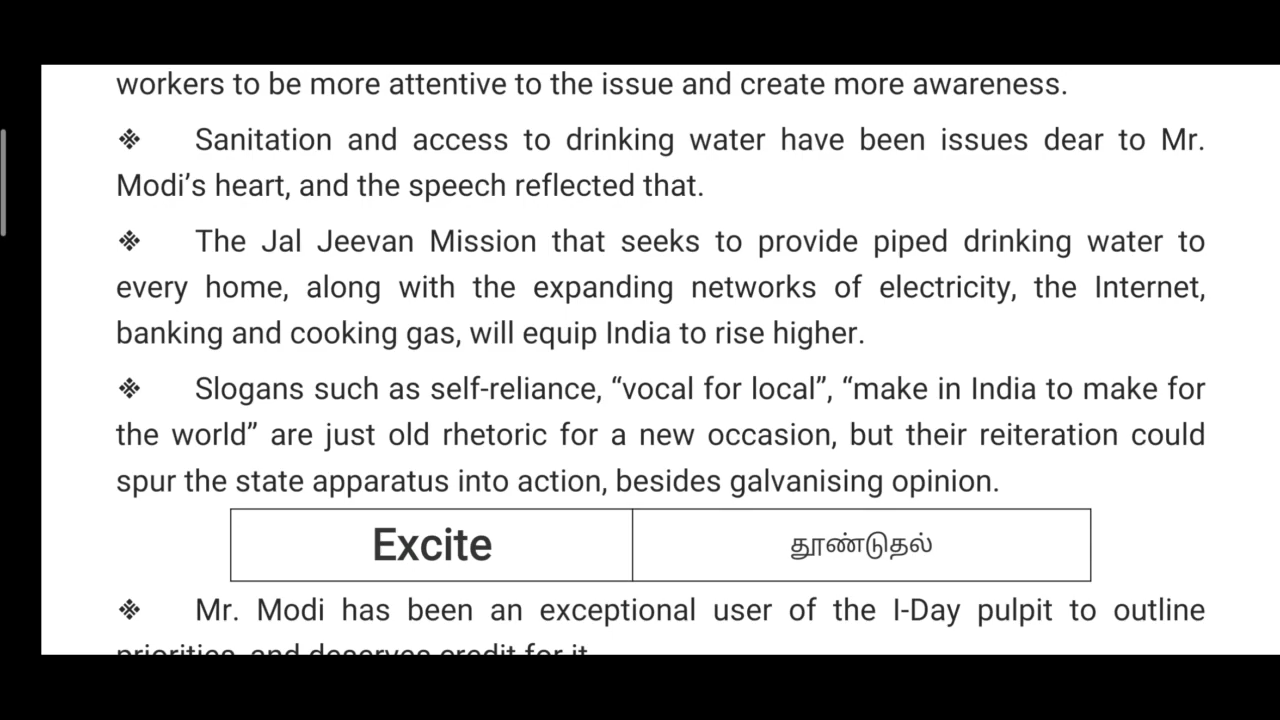 workers to be more attentive to the issue and create more awareness.
❖ Sanitation and access to drinking water have been issues dear to Mr.
Modi’s heart, and the speech reflected that.
❖ The Jal Jeevan Mission that seeks to provide piped drinking water to
every home, along with the expanding networks of electricity, the Internet,
banking and cooking gas, will equip India to rise higher.
❖ Slogans such as self-reliance, “vocal for local”, “make in India to make for
the world” are just old rhetoric for a new occasion, but their reiteration could
spur the state apparatus into action, besides galvanising opinion.
Excite தூண்டுதல்
❖ Mr. Modi has been an exceptional user of the I-Day pulpit to outline
priorities, and deserves credit for it